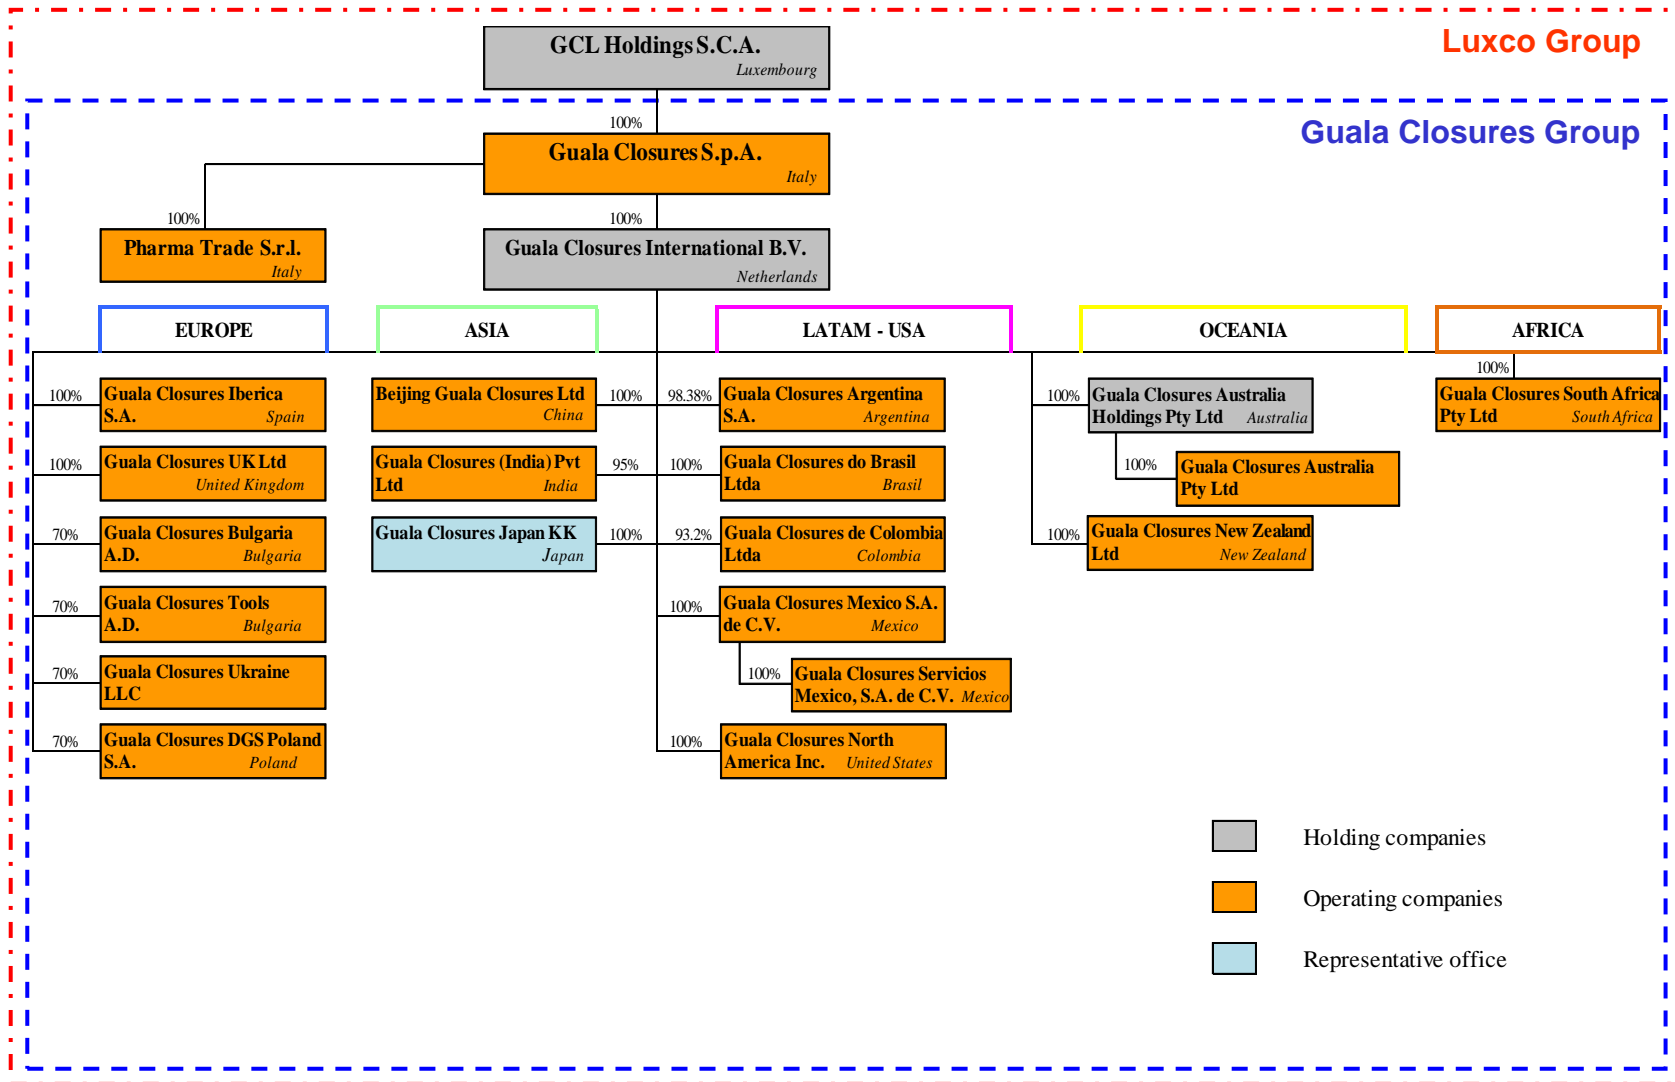 Luxco Group
GCL Holdings S.C.A.
Luxembourg
100%
Guala Closures Group
Guala Closures S.p.A.
Italy
100%
100%
Pharma Trade S.r.l.
Italy
Guala Closures International B.V.
Netherlands
EUROPE
ASIA
LATAM - USA
OCEANIA
AFRICA
100%
Guala Closures Iberica
S.A. Spain
100%
Guala Closures UK Ltd
United Kingdom
70%
Guala Closures Bulgaria
A.D. Bulgaria
70%
Guala Closures Tools
A.D. Bulgaria
70%
Guala Closures Ukraine
LLC
70%
Guala Closures DGS Poland
S.A. Poland
Beijing Guala Closures Ltd
China
100%
Guala Closures (India) Pvt
Ltd India
95%
Guala Closures Japan KK
Japan
100%
98.38%
Guala Closures Argentina
S.A. Argentina
100%
Guala Closures do Brasil
Ltda Brasil
93.2%
Guala Closures de Colombia
Ltda Colombia
100%
Guala Closures Mexico S.A.
de C.V. Mexico
100%
Guala Closures Servicios
Mexico, S.A. de C.V. Mexico
100%
Guala Closures North
America Inc. United States
100%
Guala Closures Australia
Holdings Pty Ltd Australia
100%
Guala Closures Australia
Pty Ltd
100%
Guala Closures New Zealand
Ltd New Zealand
100%
Guala Closures South Africa
Pty Ltd South Africa
Holding companies
Operating companies
Representative office